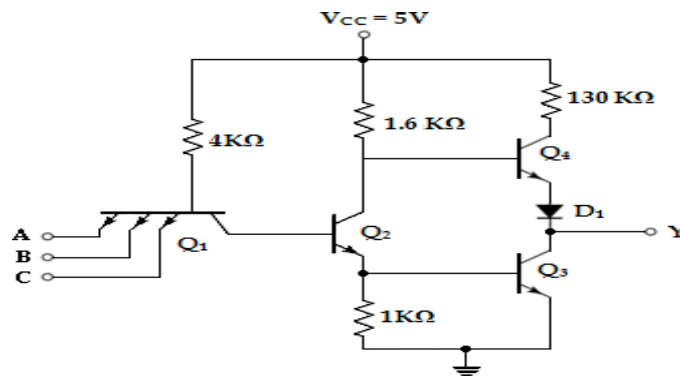 VCC = 5V
130 KΩ
1.6 KΩ
4KΩ
Q4
D1
A
Y
Q1
Q2
B
Q3
C
1KΩ